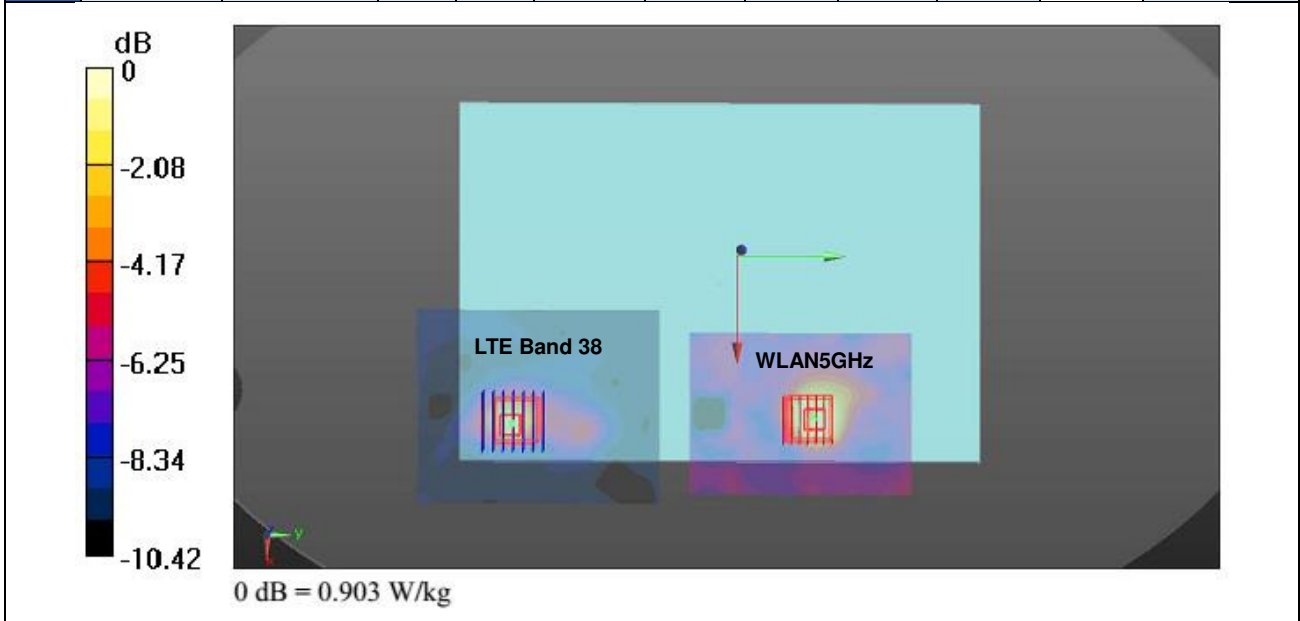 dB
0
-2.08
-4.17
-6.25
-8.34
-10.42
LTE Band 38
WLAN5GHz
y
x
0 dB = 0.903 W/kg